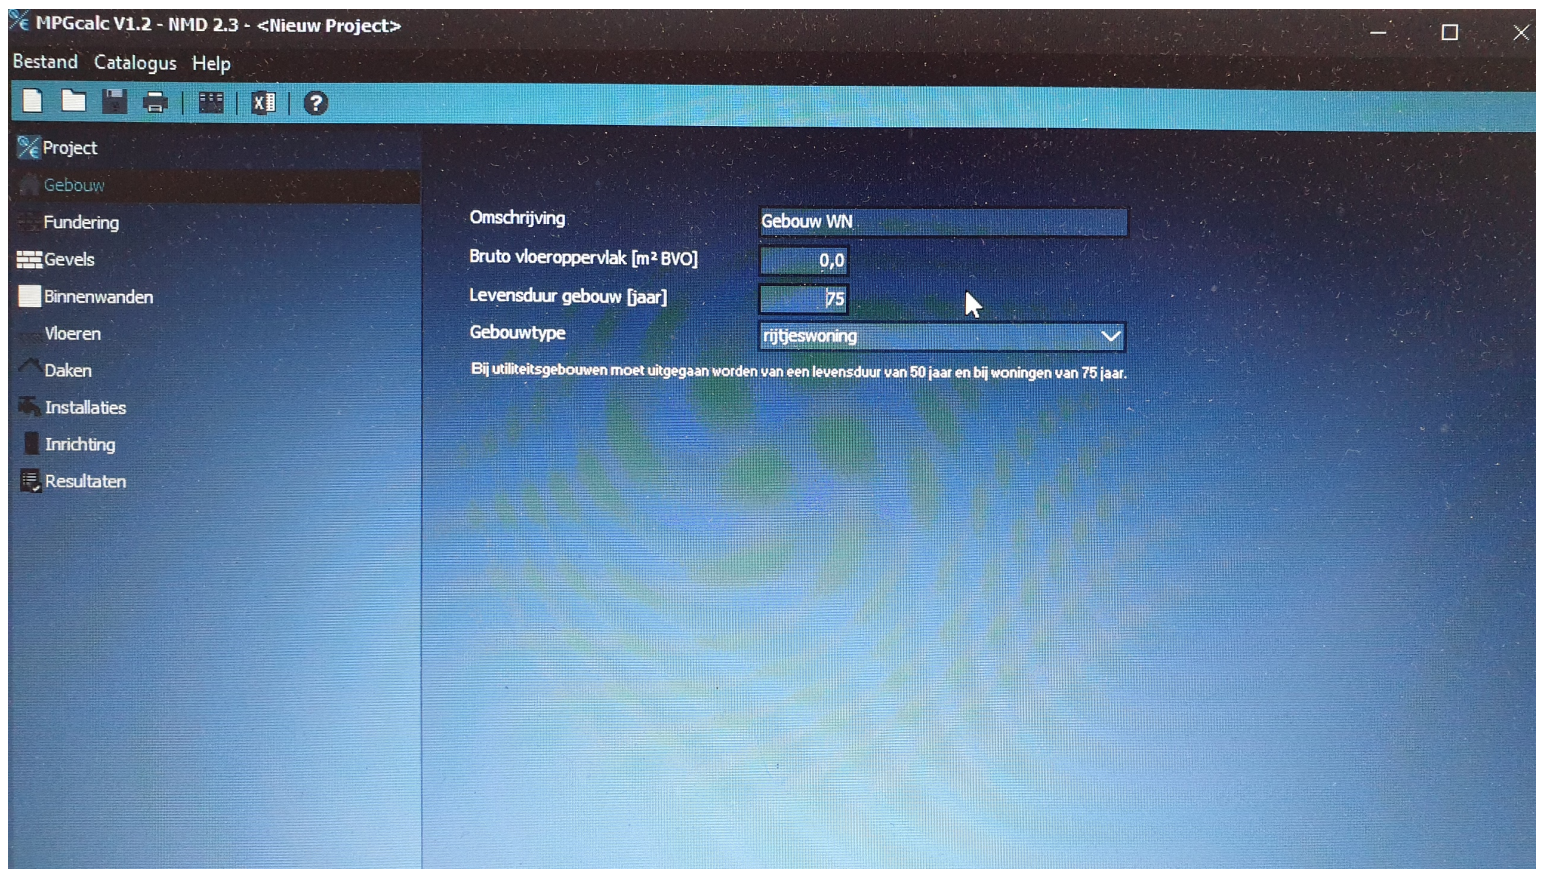 MPGcalc V1.2 - NMD 2.3 - <Nieuw Project>
Bestand Catalogus Help
Project
Gebouw
Fundering
Gevels
Binnenwanden
Vloeren
Daken
Installaties
Inrichting
Resultaten
Omschrijving Gebouw WN
Bruto vloeroppervlak [m² BVO] 0,0
Levensduur gebouw [jaar] 75
Gebouwtype rijtjeswoning
Bij utiliteitsgebouwen moet uitgegaan worden van een levensduur van 50 jaar en bij woningen van 75 jaar.